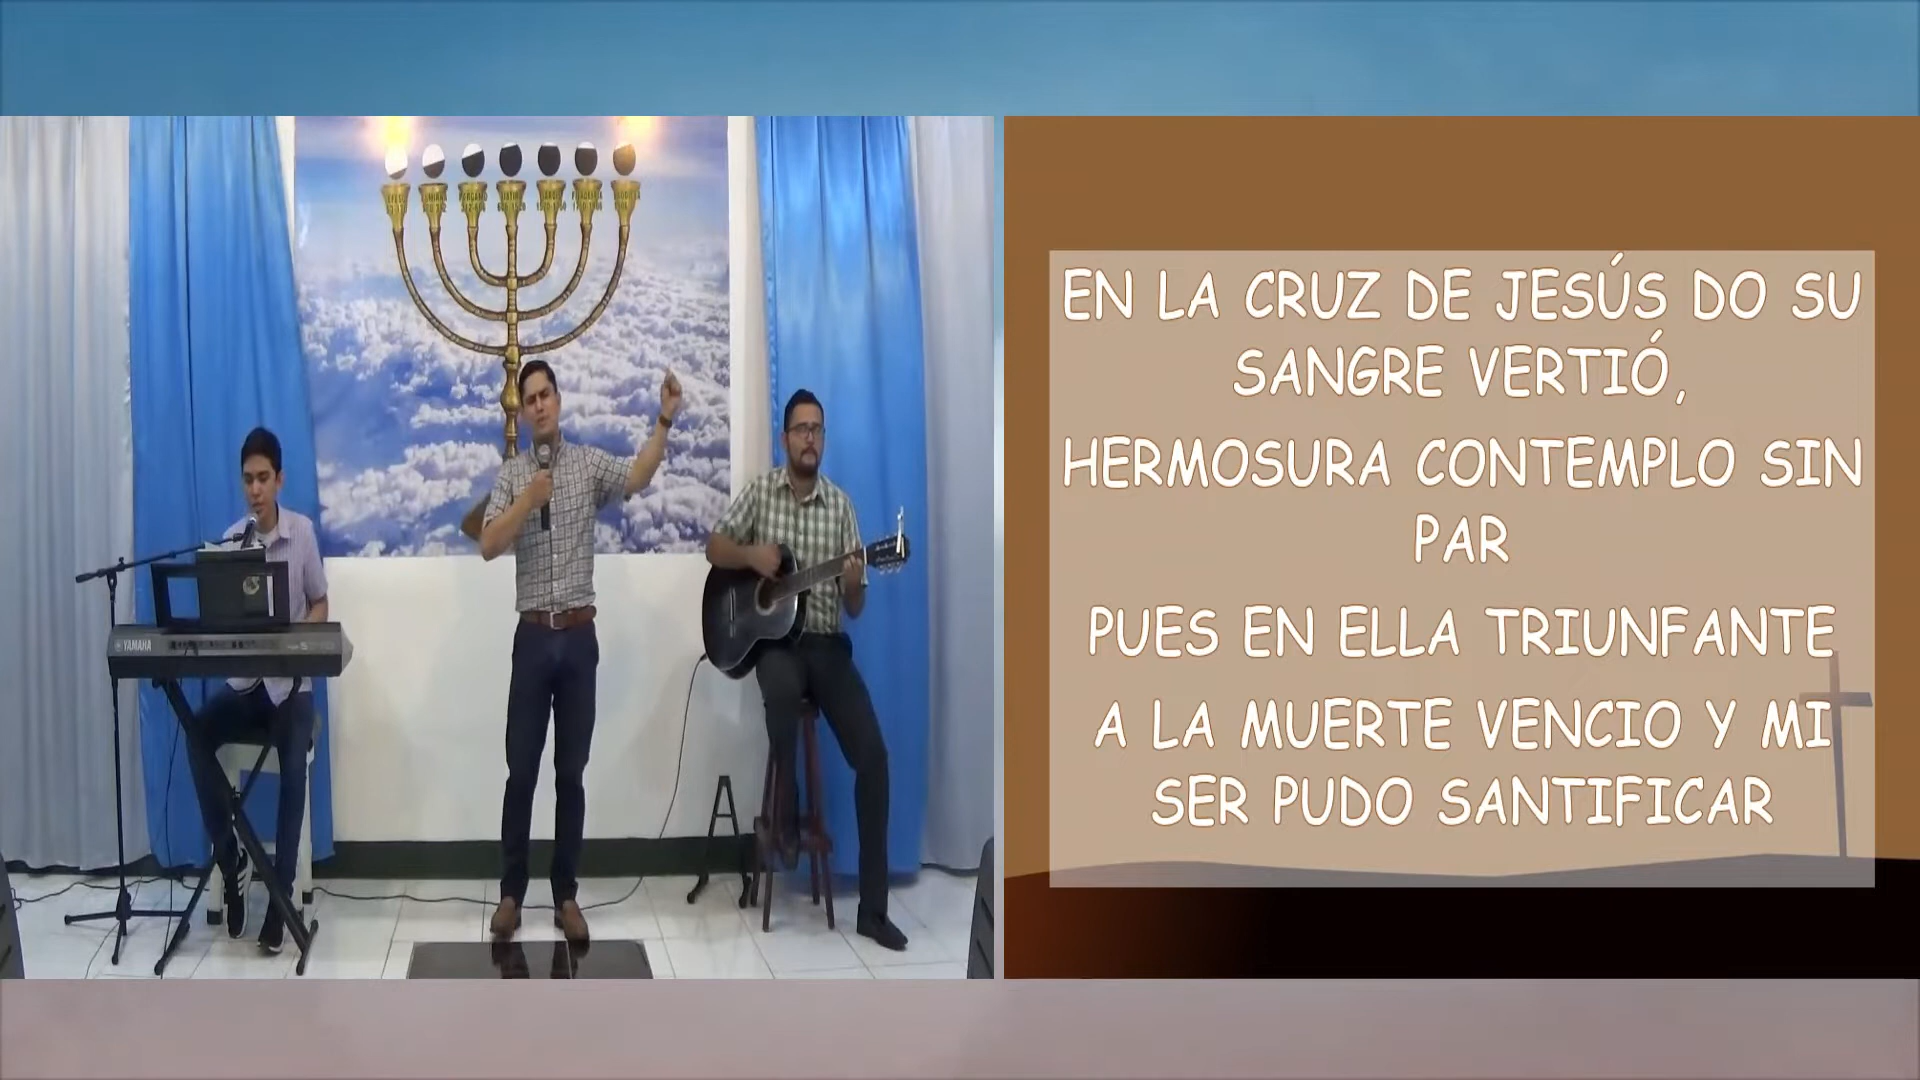 YAMAHA
EN LA CRUZ DE JESÚS DO SU
SANGRE VERTIÓ,
HERMOSURA CONTEMPLO SIN
PAR
PUES EN ELLA TRIUNFANTE
A LA MUERTE VENCIO Y MI
SER PUDO SANTIFICAR